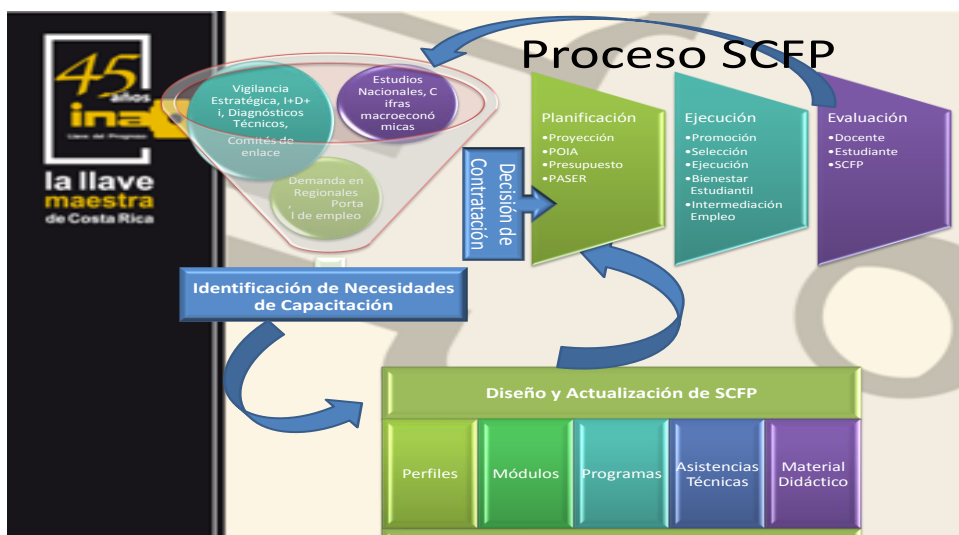 Proceso SCFP
45
años
ina
Llave del Progreso
la llave
maestra
de Costa Rica
Vigilancia
Estratégica, I+D+
i, Diagnósticos
Técnicos,
Comités de
enlace
Estudios
Nacionales, C
ifras
macroeconó
micas
Demanda en
Regionales
, Porta
l de empleo
Identificación de Necesidades
de Capacitación
Decisión de
Contratación
Planificación
•Proyección
•POIA
•Presupuesto
•PASER
Ejecución
•Promoción
•Selección
•Ejecución
•Bienestar
Estudiantil
•Intermediación
Empleo
Evaluación
•Docente
•Estudiante
•SCFP
Diseño y Actualización de SCFP
Perfiles
Módulos
Programas
Asistencias
Técnicas
Material
Didáctico